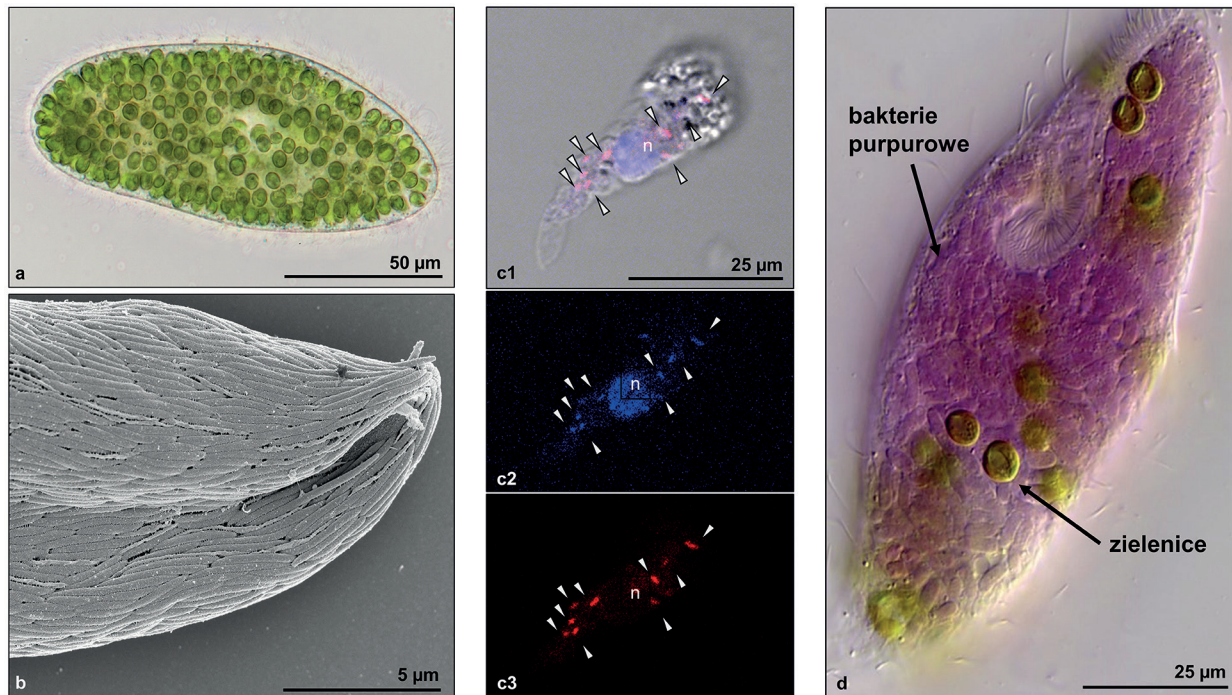 a
50 µm
b
5 µm
c1
n
25 µm
c2
n
c3
n
bakterie
purpurowe
zielenice
d
25 µm